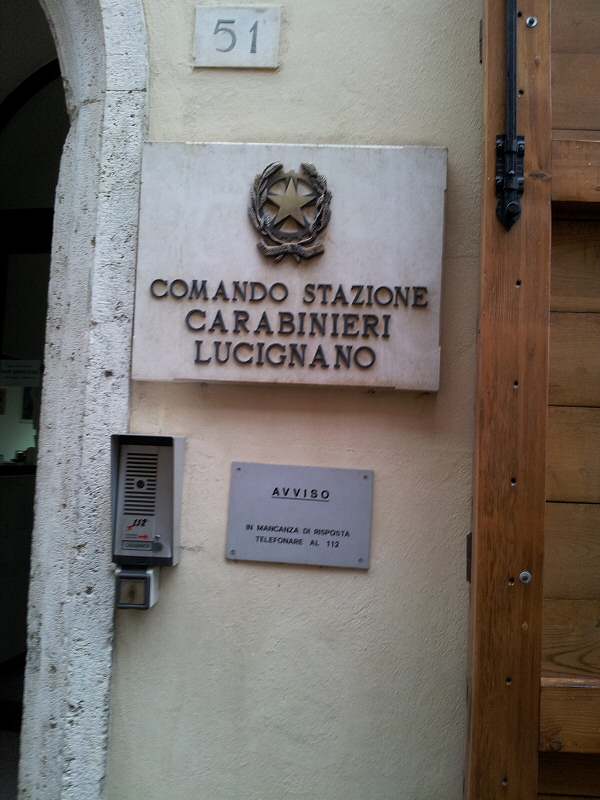 51
COMANDO STAZIONE
CARABINIERI
LUCIGNANO
112
AVVISO
IN MANCANZA DI RISPOSTA
TELEFONARE AL 112